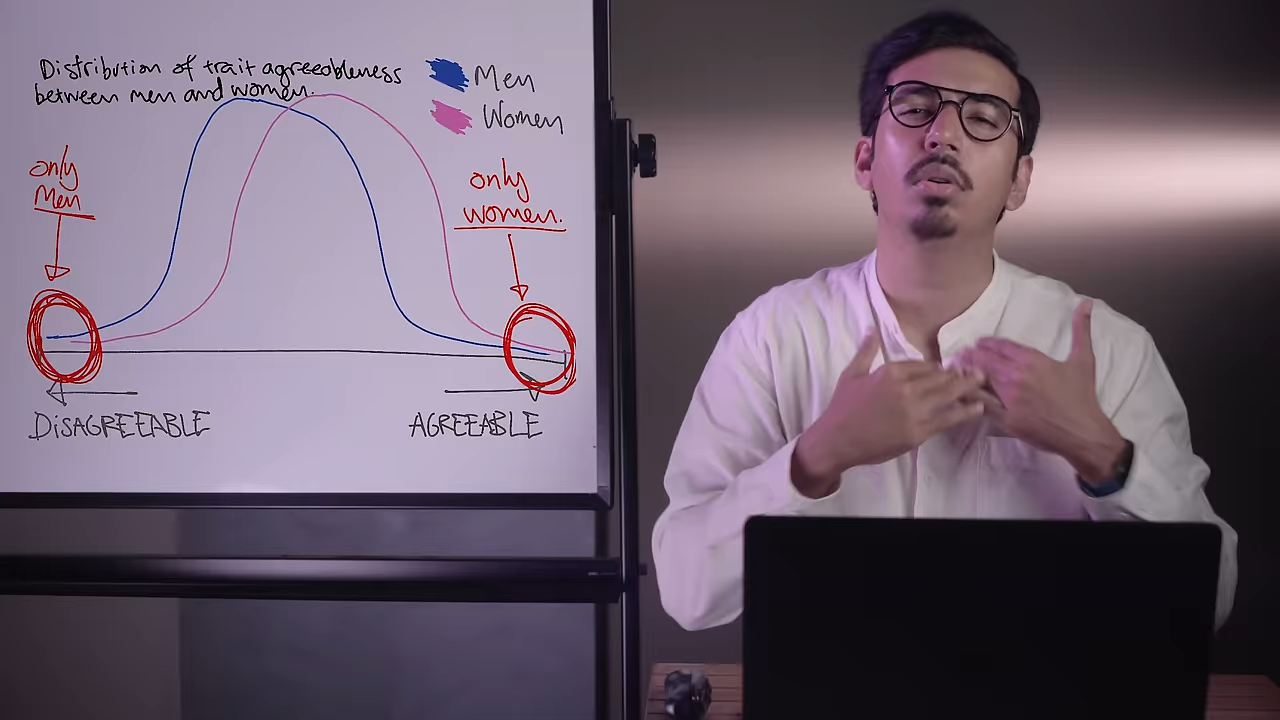 Distribution of trait agreeableness
between men and women.
Men
Women
only
Men
only
women.
DISAGREEABLE
AGREEABLE